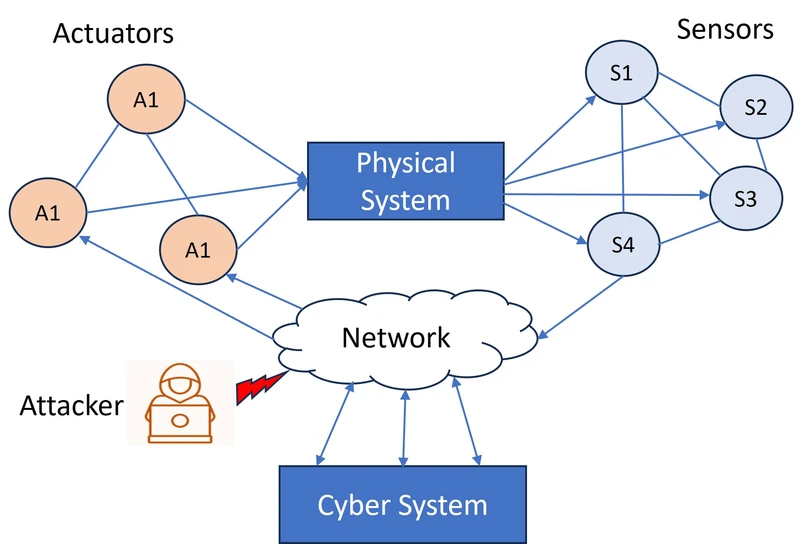 Actuators
Sensors
A1
S1
S2
Physical
System
A1
S3
A1
S4
Network
Attacker
Cyber System